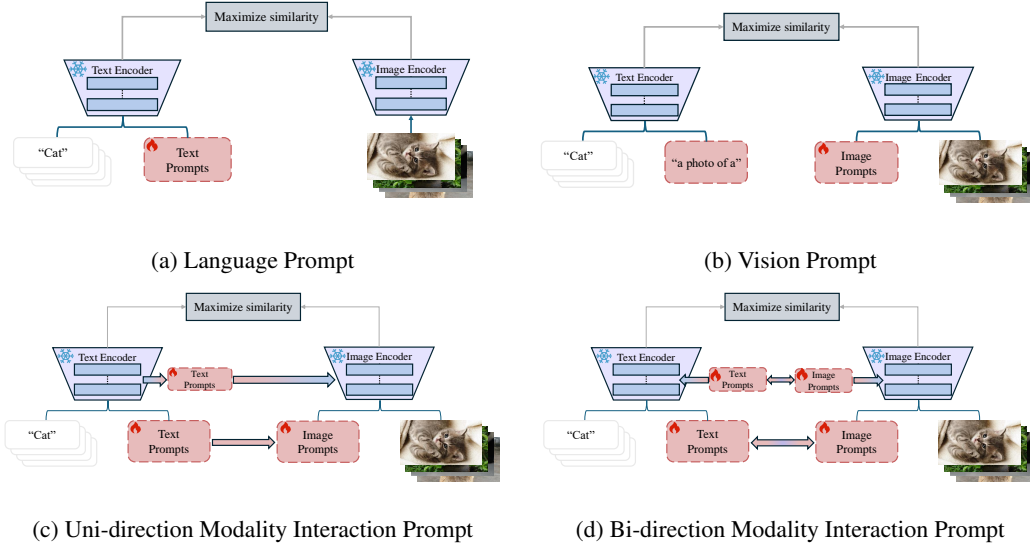 Maximize similarity
Text Encoder
Image Encoder
“Cat”
Text
Prompts
(a) Language Prompt
Maximize similarity
Text Encoder
Image Encoder
“Cat”
“a photo of a”
Image
Prompts
(b) Vision Prompt
Maximize similarity
Text Encoder
Image Encoder
Text
Prompts
“Cat”
Text
Prompts
Image
Prompts
(c) Uni-direction Modality Interaction Prompt
Maximize similarity
Text Encoder
Image Encoder
Text
Prompts
Image
Prompts
“Cat”
Text
Prompts
Image
Prompts
(d) Bi-direction Modality Interaction Prompt